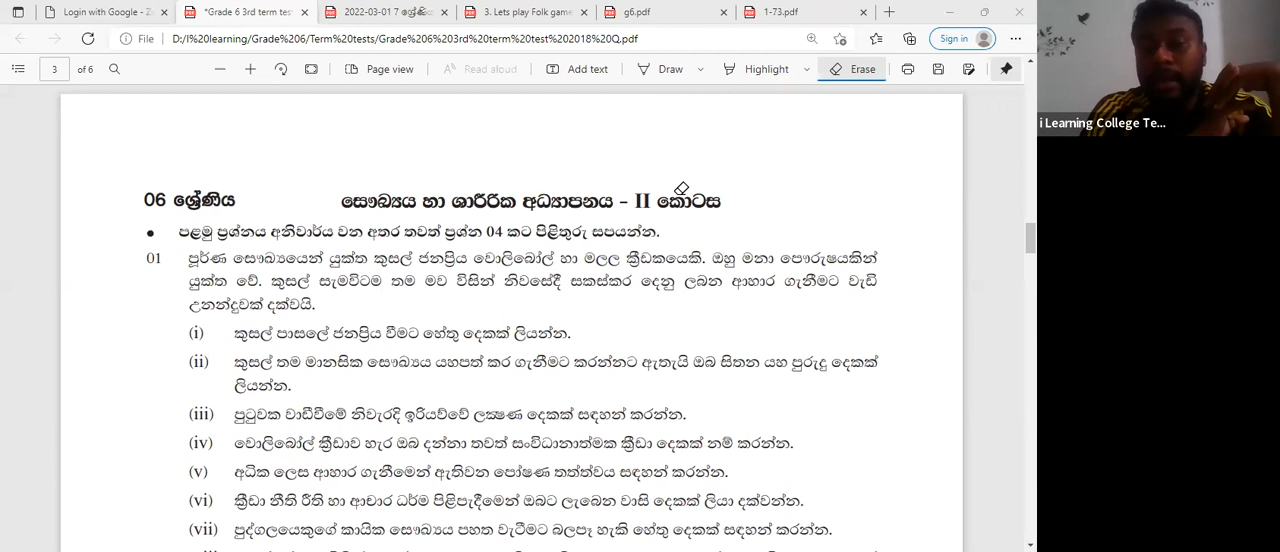 Login with Google - Z
*Grade 6 3rd term tes
2022-03-01 7 ශ්‍රේණි
3. Lets play Folk game
g6.pdf
1-73.pdf
File D:/I%20learning/Grade%206/Term%20tests/Grade%206%203rd%20term%20test%202018%20Q.pdf Sign in
3 of 6 Page view Read aloud Add text Draw Highlight Erase
i Learning College Te...
06 ශ්‍රේණිය සෞඛ්‍යය හා ශාරීරික අධ්‍යාපනය - II කොටස
• පළමු ප්‍රශ්නය අනිවාර්ය වන අතර තවත් ප්‍රශ්න 04 කට පිළිතුරු සපයන්න.
01 පූර්ණ සෞඛ්‍යයෙන් යුක්ත කුසල් ජනප්‍රිය වොලිබෝල් හා මලල ක්‍රීඩකයෙකි. ඔහු මනා පෞරුෂයකින්
යුක්ත වේ. කුසල් සැමවිටම තම මව විසින් නිවසේදී සකස්කර දෙනු ලබන ආහාර ගැනීමට වැඩි
උනන්දුවක් දක්වයි.
(i) කුසල් පාසලේ ජනප්‍රිය වීමට හේතු දෙකක් ලියන්න.
(ii) කුසල් තම මානසික සෞඛ්‍යය යහපත් කර ගැනීමට කරන්නට ඇතැයි ඔබ සිතන යහ පුරුදු දෙකක්
ලියන්න.
(iii) පුටුවක වාඩිවීමේ නිවැරදි ඉරියව්වේ ලක්‍ෂණ දෙකක් සඳහන් කරන්න.
(iv) වොලිබෝල් ක්‍රීඩාව හැර ඔබ දන්නා තවත් සංවිධානාත්මක ක්‍රීඩා දෙකක් නම් කරන්න.
(v) අධික ලෙස ආහාර ගැනීමෙන් ඇතිවන පෝෂණ තත්ත්වය සඳහන් කරන්න.
(vi) ක්‍රීඩා නීති රීති හා ආචාර ධර්ම පිළිපැදීමෙන් ඔබට ලැබෙන වාසි දෙකක් ලියා දක්වන්න.
(vii) පුද්ගලයෙකුගේ කායික සෞඛ්‍යය පහත වැටීමට බලපෑ හැකි හේතු දෙකක් සඳහන් කරන්න.